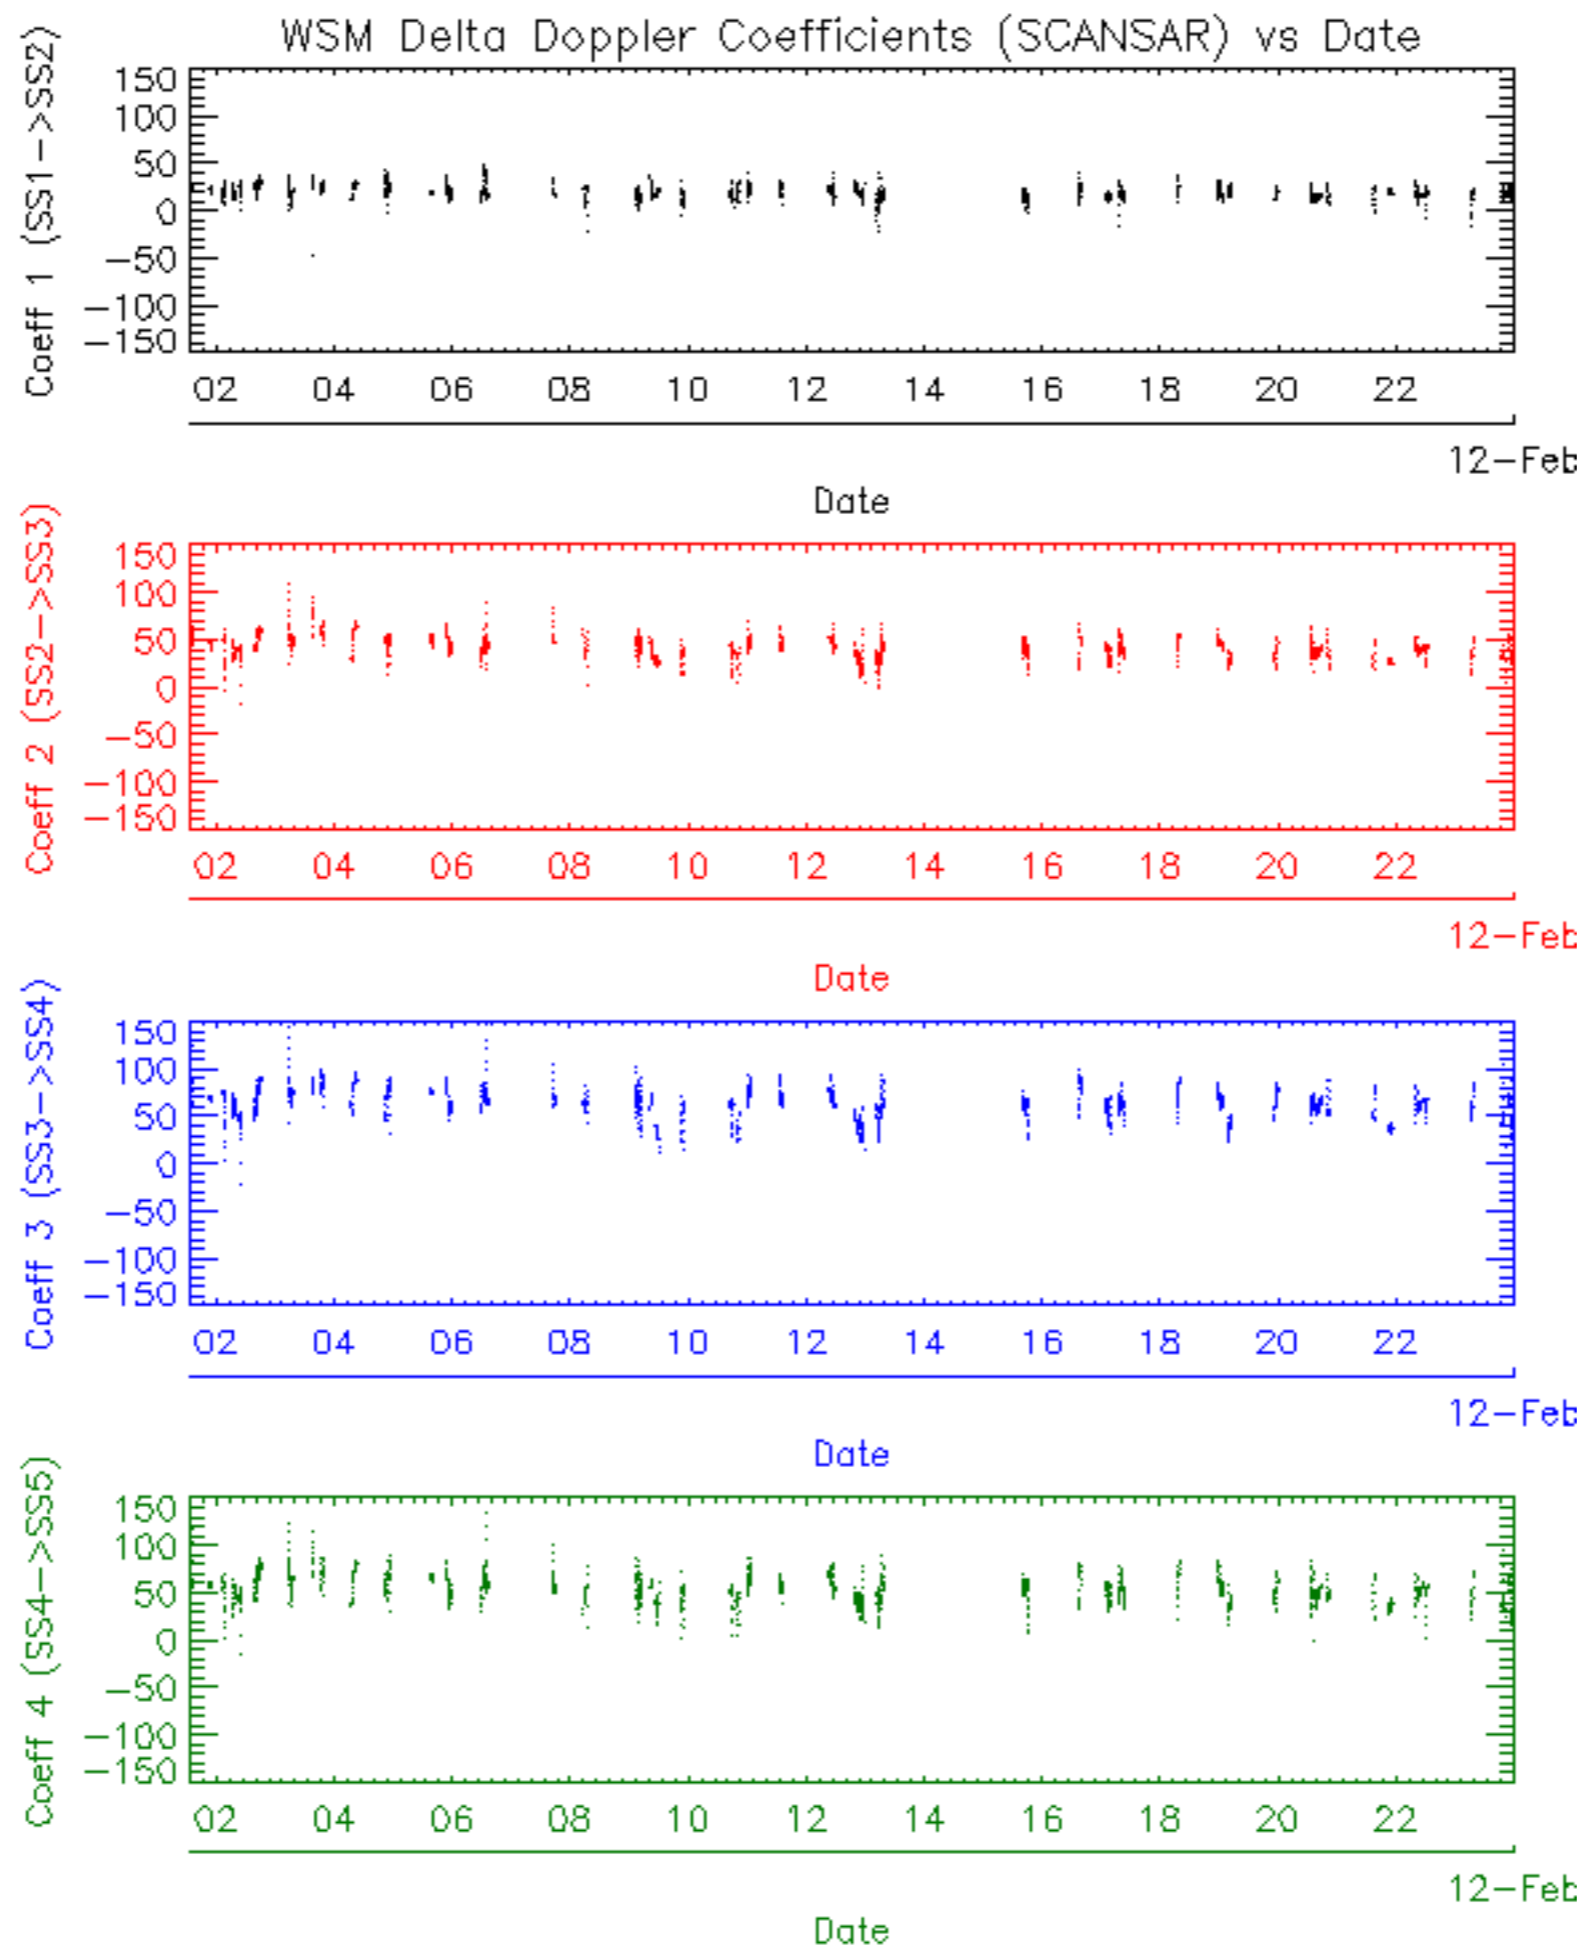 WSM Delta Doppler Coefficients (SCANSAR) vs Date
Coeff 1 (SS1->SS2)
150
100
50
0
-50
-100
-150
02 04 06 08 10 12 14 16 18 20 22
12-Feb
Date
Coeff 2 (SS2->SS3)
150
100
50
0
-50
-100
-150
02 04 06 08 10 12 14 16 18 20 22
12-Feb
Date
Coeff 3 (SS3->SS4)
150
100
50
0
-50
-100
-150
02 04 06 08 10 12 14 16 18 20 22
12-Feb
Date
Coeff 4 (SS4->SS5)
150
100
50
0
-50
-100
-150
02 04 06 08 10 12 14 16 18 20 22
12-Feb
Date